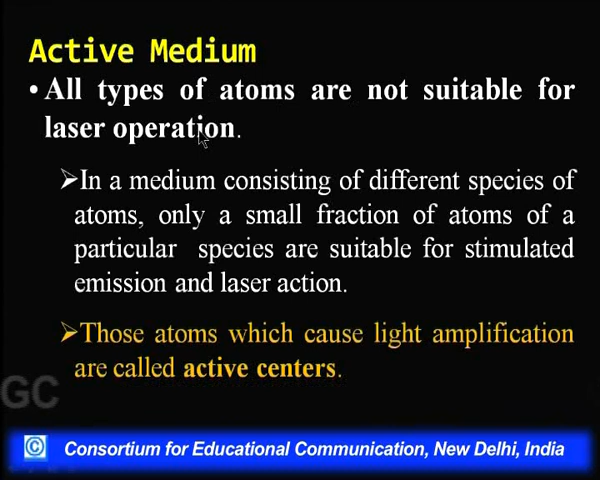 Active Medium
• All types of atoms are not suitable for
laser operation.
➢In a medium consisting of different species of
atoms, only a small fraction of atoms of a
particular species are suitable for stimulated
emission and laser action.
➢Those atoms which cause light amplification
are called active centers.
GC
© Consortium for Educational Communication, New Delhi, India